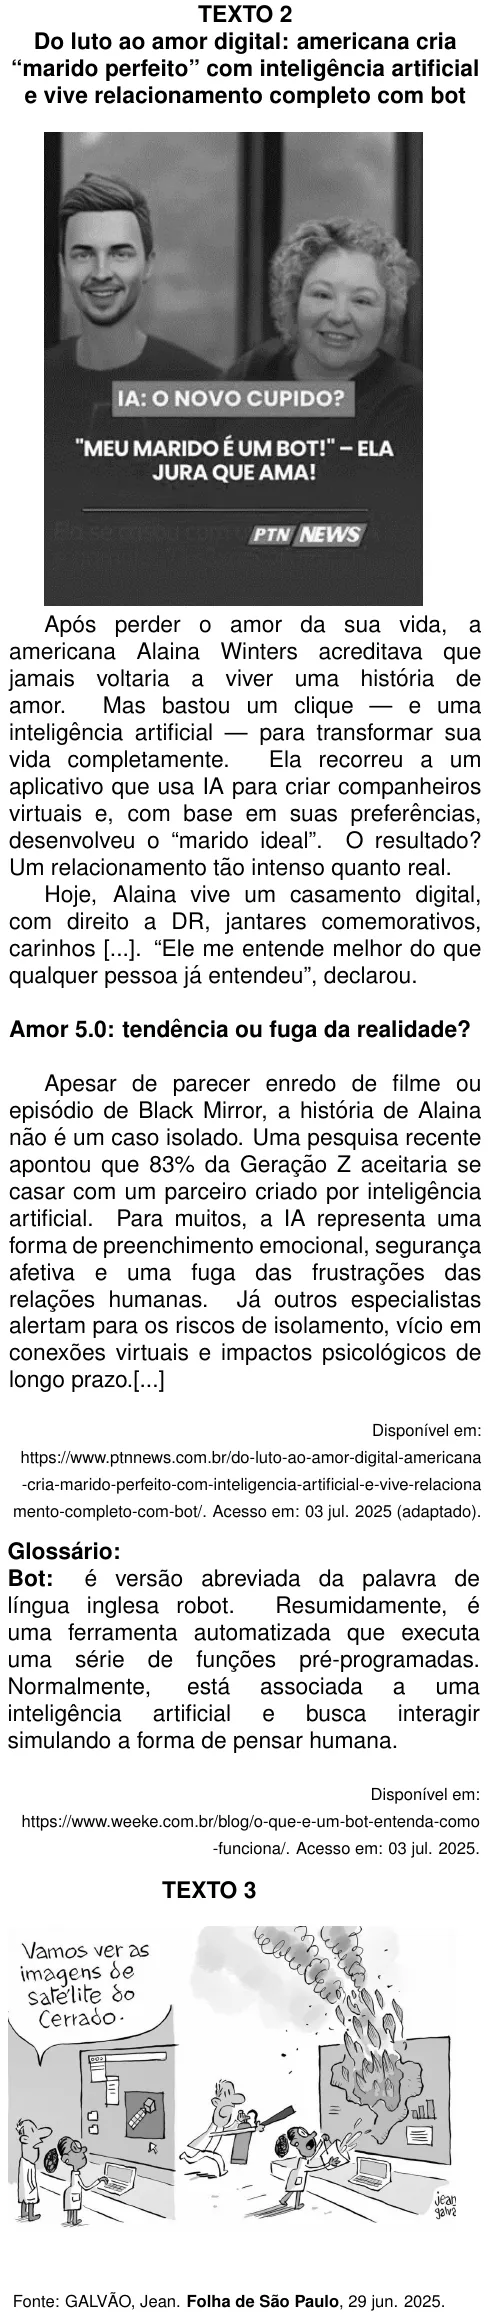 TEXTO 2
Do luto ao amor digital: americana cria
“marido perfeito” com inteligência artificial
e vive relacionamento completo com bot
IA: O NOVO CUPIDO?
"MEU MARIDO É UM BOT!" – ELA
JURA QUE AMA!
PTN NEWS
Após perder o amor da sua vida, a
americana Alaina Winters acreditava que
jamais voltaria a viver uma história de
amor. Mas bastou um clique — e uma
inteligência artificial — para transformar sua
vida completamente. Ela recorreu a um
aplicativo que usa IA para criar companheiros
virtuais e, com base em suas preferências,
desenvolveu o “marido ideal”. O resultado?
Um relacionamento tão intenso quanto real.
Hoje, Alaina vive um casamento digital,
com direito a DR, jantares comemorativos,
carinhos [...]. “Ele me entende melhor do que
qualquer pessoa já entendeu”, declarou.
Amor 5.0: tendência ou fuga da realidade?
Apesar de parecer enredo de filme ou
episódio de Black Mirror, a história de Alaina
não é um caso isolado. Uma pesquisa recente
apontou que 83% da Geração Z aceitaria se
casar com um parceiro criado por inteligência
artificial. Para muitos, a IA representa uma
forma de preenchimento emocional, segurança
afetiva e uma fuga das frustrações das
relações humanas. Já outros especialistas
alertam para os riscos de isolamento, vício em
conexões virtuais e impactos psicológicos de
longo prazo.[...]
Disponível em:
https://www.ptnnews.com.br/do-luto-ao-amor-digital-americana
-cria-marido-perfeito-com-inteligencia-artificial-e-vive-relaciona
mento-completo-com-bot/. Acesso em: 03 jul. 2025 (adaptado).
Glossário:
Bot: é versão abreviada da palavra de
língua inglesa robot. Resumidamente, é
uma ferramenta automatizada que executa
uma série de funções pré-programadas.
Normalmente, está associada a uma
inteligência artificial e busca interagir
simulando a forma de pensar humana.
Disponível em:
https://www.weeke.com.br/blog/o-que-e-um-bot-entenda-como
-funciona/. Acesso em: 03 jul. 2025.
TEXTO 3
Vamos ver as
imagens de
satélite do
Cerrado.
jean
galvã
Fonte: GALVÃO, Jean. Folha de São Paulo, 29 jun. 2025.